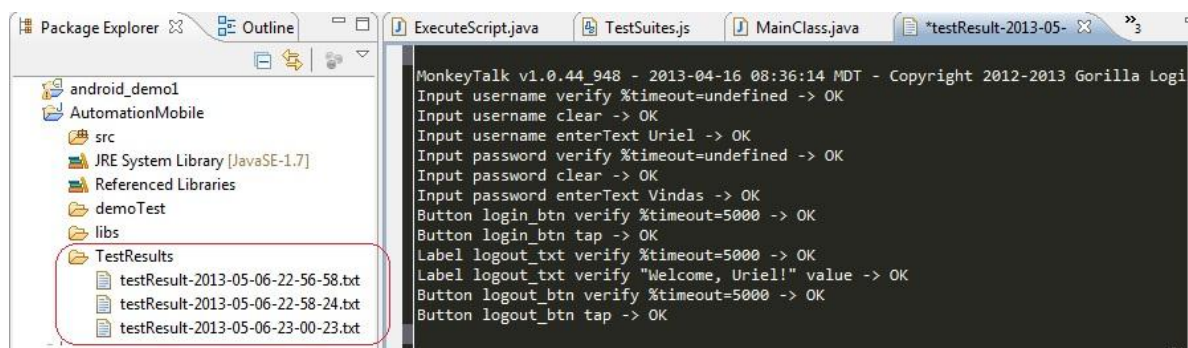 Package Explorer Outline
android_demo1
AutomationMobile
src
JRE System Library [JavaSE-1.7]
Referenced Libraries
demoTest
libs
TestResults
testResult-2013-05-06-22-56-58.txt
testResult-2013-05-06-22-58-24.txt
testResult-2013-05-06-23-00-23.txt
ExecuteScript.java TestSuites.js MainClass.java *testResult-2013-05- »3
MonkeyTalk v1.0.44_948 - 2013-04-16 08:36:14 MDT - Copyright 2012-2013 Gorilla Logi
Input username verify %timeout=undefined -> OK
Input username clear -> OK
Input username enterText Uriel -> OK
Input password verify %timeout=undefined -> OK
Input password clear -> OK
Input password enterText Vindas -> OK
Button login_btn verify %timeout=5000 -> OK
Button login_btn tap -> OK
Label logout_txt verify %timeout=5000 -> OK
Label logout_txt verify "Welcome, Uriel!" value -> OK
Button logout_btn verify %timeout=5000 -> OK
Button logout_btn tap -> OK